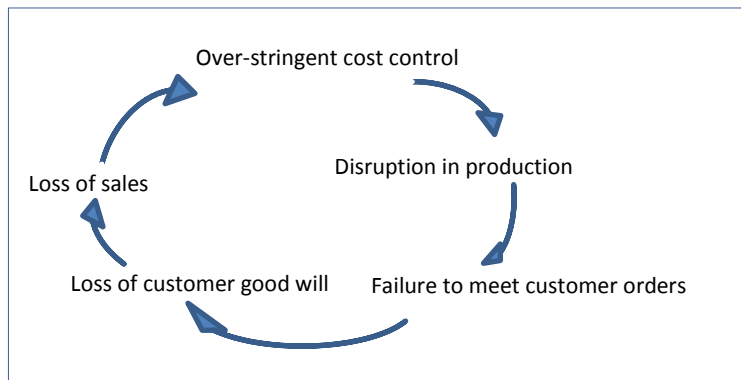 Over-stringent cost control
Disruption in production
Failure to meet customer orders
Loss of customer good will
Loss of sales